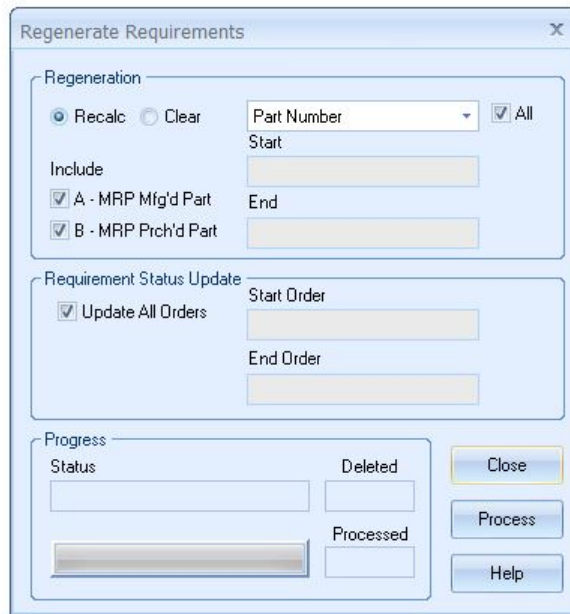 Regenerate Requirements
Regeneration
Recalc Clear Part Number All
Start
Include
A - MRP Mfg'd Part End
B - MRP Prch'd Part
Requirement Status Update
Start Order
Update All Orders
End Order
Progress
Status Deleted Close
Process
Processed
Help